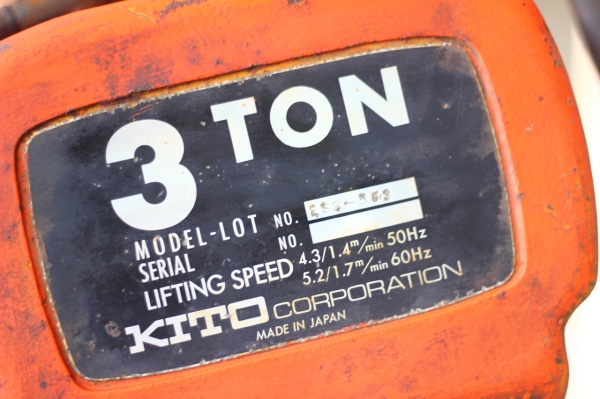 3 TON
MODEL-LOT NO.
SERIAL NO.
LIFTING SPEED 4.3/1.4m/min 50Hz
5.2/1.7m/min 60Hz
KITO CORPORATION
MADE IN JAPAN